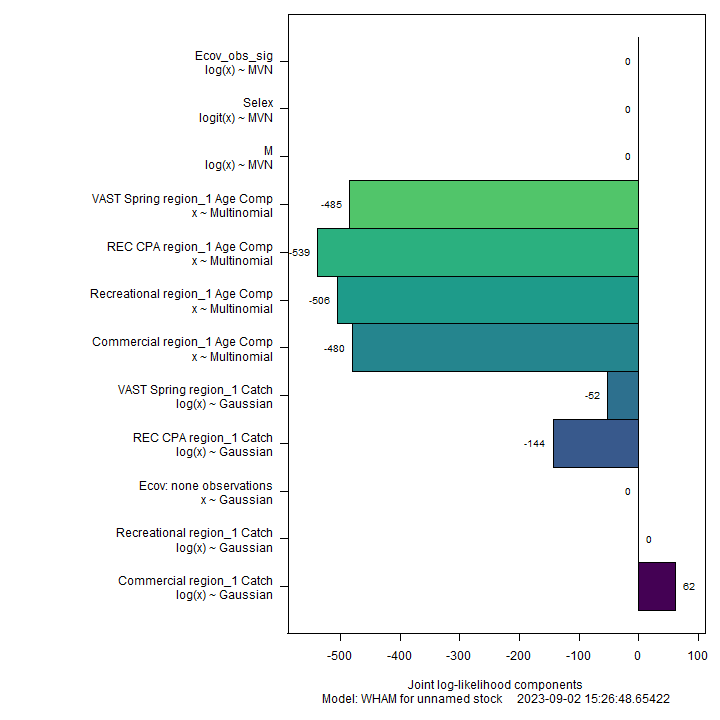 Ecov_obs_sig
log(x) ~ MVN
0
Selex
logit(x) ~ MVN
0
M
log(x) ~ MVN
0
VAST Spring region_1 Age Comp
x ~ Multinomial
-485
REC CPA region_1 Age Comp
x ~ Multinomial
-539
Recreational region_1 Age Comp
x ~ Multinomial
-506
Commercial region_1 Age Comp
x ~ Multinomial
-480
VAST Spring region_1 Catch
log(x) ~ Gaussian
-52
REC CPA region_1 Catch
log(x) ~ Gaussian
-144
Ecov: none observations
x ~ Gaussian
0
Recreational region_1 Catch
log(x) ~ Gaussian
0
Commercial region_1 Catch
log(x) ~ Gaussian
62
-500 -400 -300 -200 -100 0 100
Joint log-likelihood components
Model: WHAM for unnamed stock 2023-09-02 15:26:48.65422